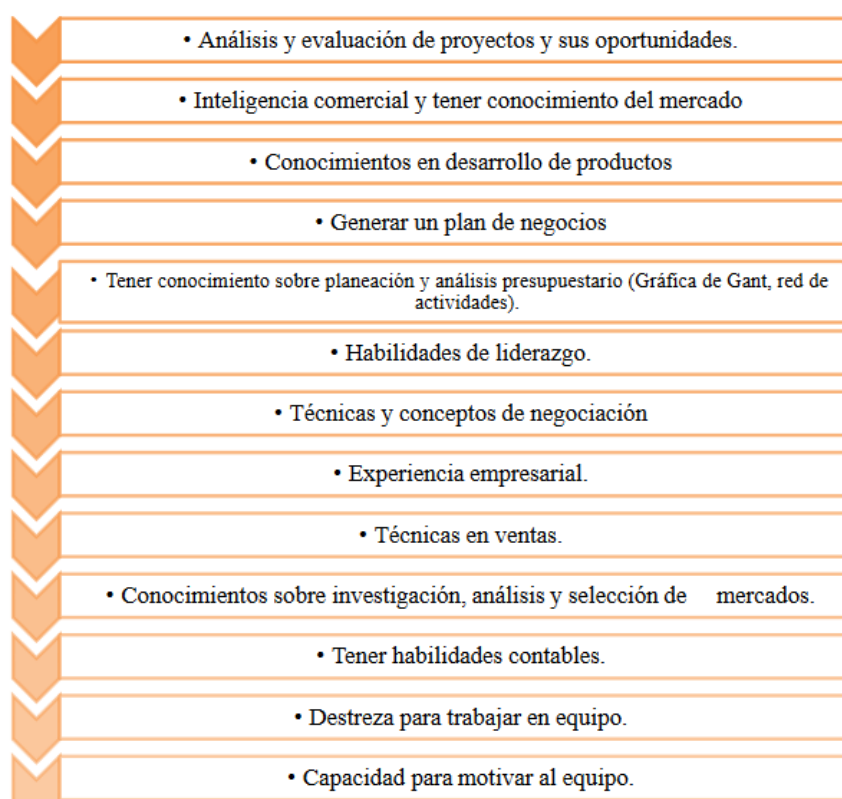 • Análisis y evaluación de proyectos y sus oportunidades.
• Inteligencia comercial y tener conocimiento del mercado
• Conocimientos en desarrollo de productos
• Generar un plan de negocios
• Tener conocimiento sobre planeación y análisis presupuestario (Gráfica de Gant, red de
actividades).
• Habilidades de liderazgo.
• Técnicas y conceptos de negociación
• Experiencia empresarial.
• Técnicas en ventas.
• Conocimientos sobre investigación, análisis y selección de mercados.
• Tener habilidades contables.
• Destreza para trabajar en equipo.
• Capacidad para motivar al equipo.